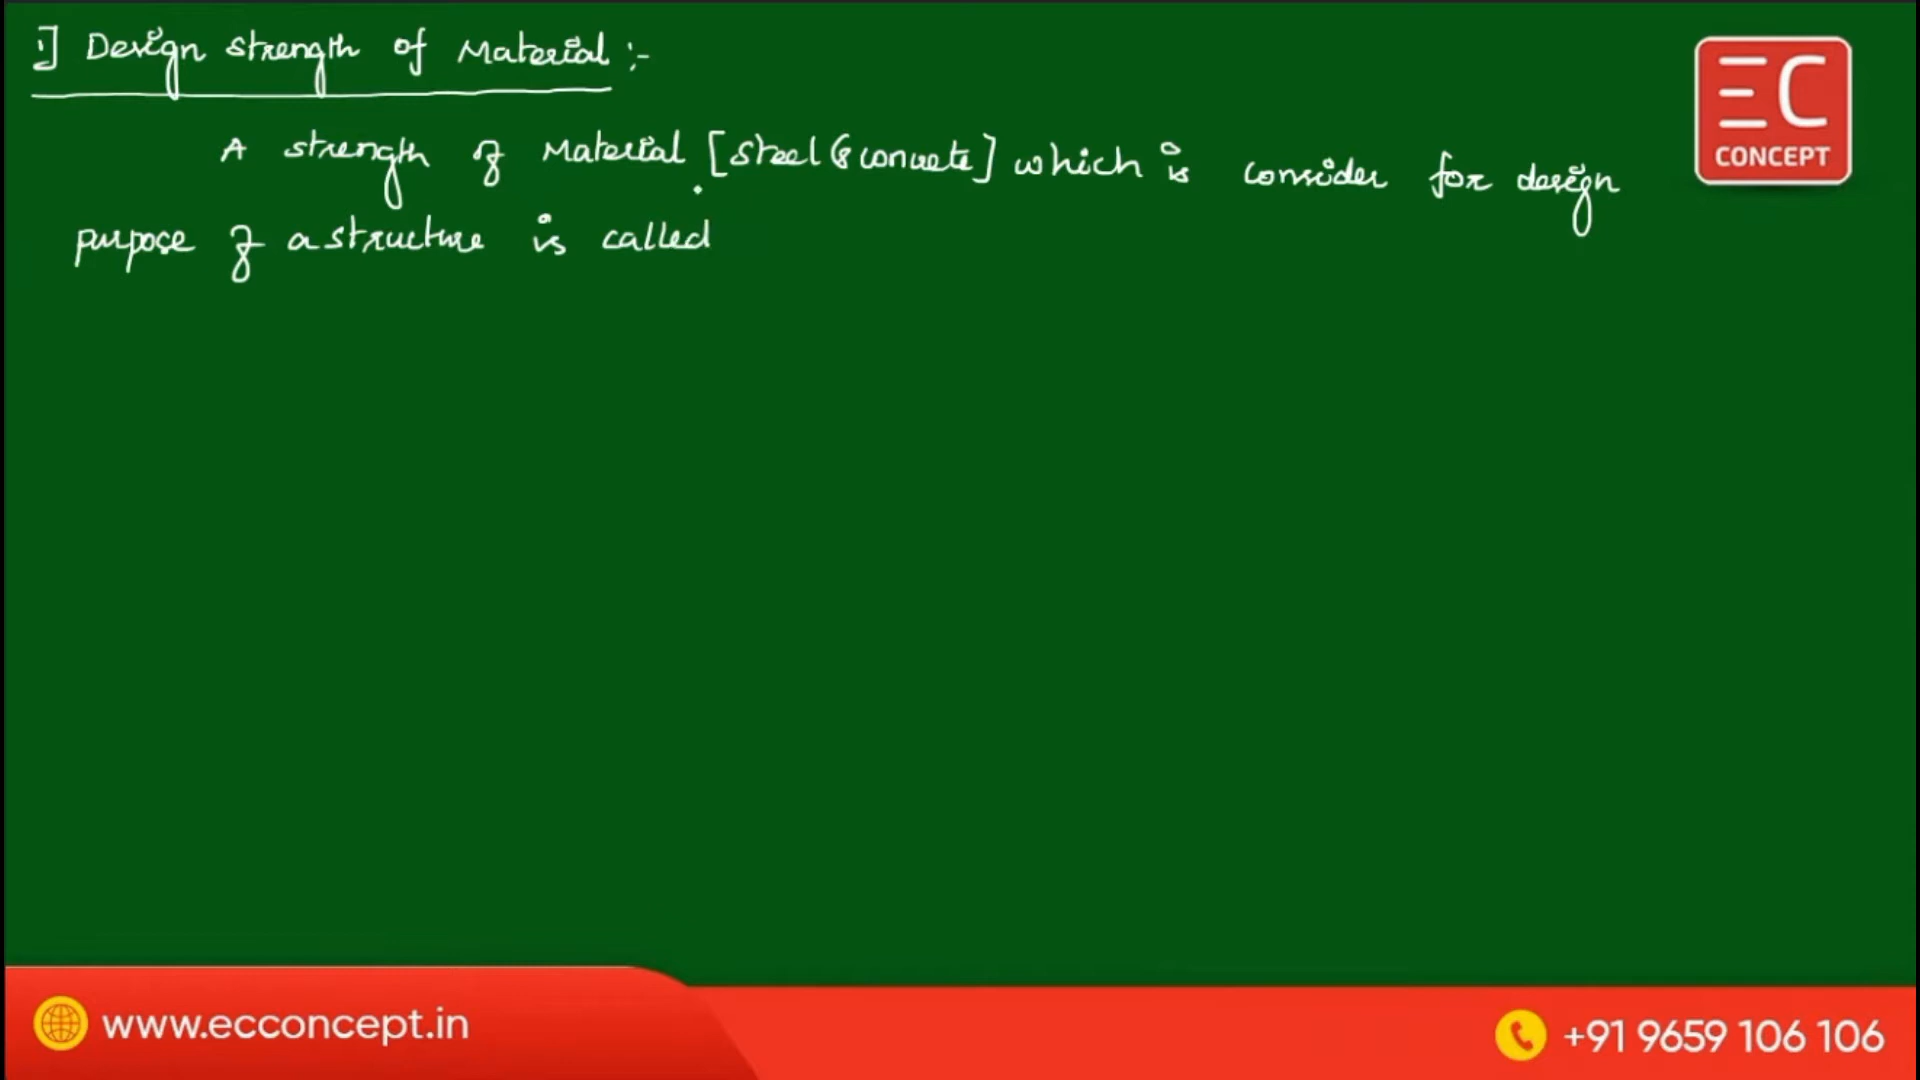 1] Design strength of Material :-
A strength of Material [steel & concrete] which is consider for design
purpose of a structure is called
EC
CONCEPT
www.ecconcept.in
+91 9659 106 106